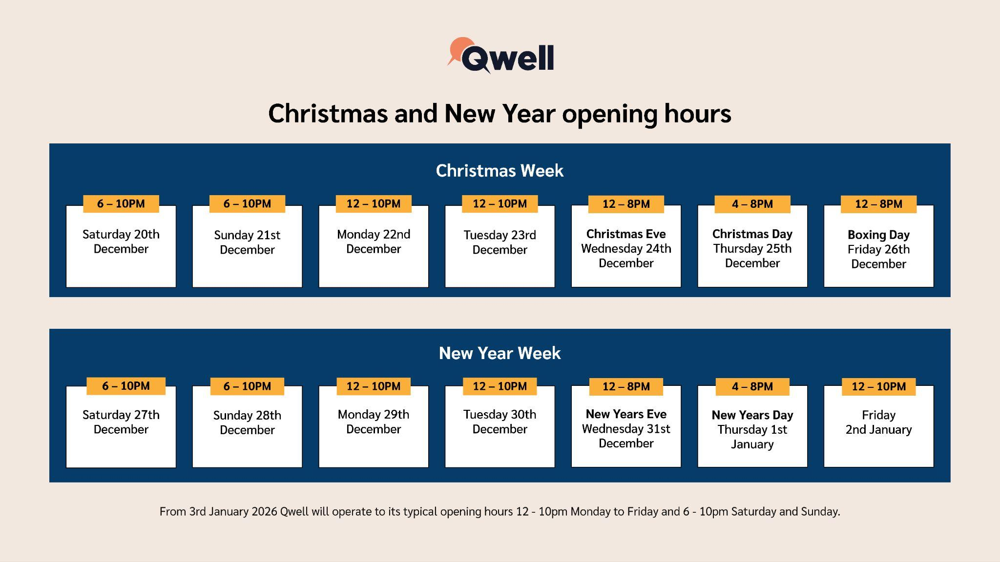 Qwell
Christmas and New Year opening hours
Christmas Week
6 – 10PM
Saturday 20th
December
6 – 10PM
Sunday 21st
December
12 – 10PM
Monday 22nd
December
12 – 10PM
Tuesday 23rd
December
12 – 8PM
Christmas Eve
Wednesday 24th
December
4 – 8PM
Christmas Day
Thursday 25th
December
12 – 8PM
Boxing Day
Friday 26th
December
New Year Week
6 – 10PM
Saturday 27th
December
6 – 10PM
Sunday 28th
December
12 – 10PM
Monday 29th
December
12 – 10PM
Tuesday 30th
December
12 – 8PM
New Years Eve
Wednesday 31st
December
4 – 8PM
New Years Day
Thursday 1st
January
12 – 10PM
Friday
2nd January
From 3rd January 2026 Qwell will operate to its typical opening hours 12 - 10pm Monday to Friday and 6 - 10pm Saturday and Sunday.